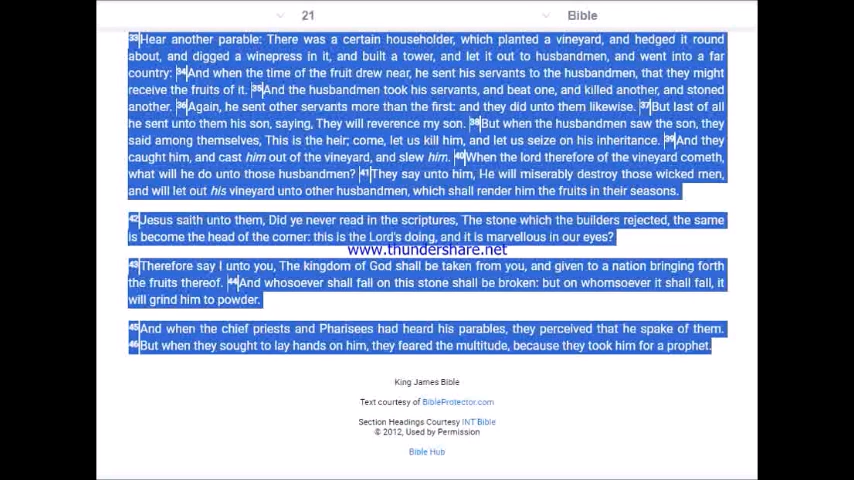 21 Bible
33Hear another parable: There was a certain householder, which planted a vineyard, and hedged it round
about, and digged a winepress in it, and built a tower, and let it out to husbandmen, and went into a far
country: 34And when the time of the fruit drew near, he sent his servants to the husbandmen, that they might
receive the fruits of it. 35And the husbandmen took his servants, and beat one, and killed another, and stoned
another. 36Again, he sent other servants more than the first: and they did unto them likewise. 37But last of all
he sent unto them his son, saying, They will reverence my son. 38But when the husbandmen saw the son, they
said among themselves, This is the heir; come, let us kill him, and let us seize on his inheritance. 39And they
caught him, and cast him out of the vineyard, and slew him. 40When the lord therefore of the vineyard cometh,
what will he do unto those husbandmen? 41They say unto him, He will miserably destroy those wicked men,
and will let out his vineyard unto other husbandmen, which shall render him the fruits in their seasons.
42Jesus saith unto them, Did ye never read in the scriptures, The stone which the builders rejected, the same
is become the head of the corner: this is the Lord's doing, and it is marvellous in our eyes?
www.thundershare.net
43Therefore say I unto you, The kingdom of God shall be taken from you, and given to a nation bringing forth
the fruits thereof. 44And whosoever shall fall on this stone shall be broken: but on whomsoever it shall fall, it
will grind him to powder.
45And when the chief priests and Pharisees had heard his parables, they perceived that he spake of them.
46But when they sought to lay hands on him, they feared the multitude, because they took him for a prophet.
King James Bible
Text courtesy of BibleProtector.com
Section Headings Courtesy INT Bible
© 2012, Used by Permission
Bible Hub